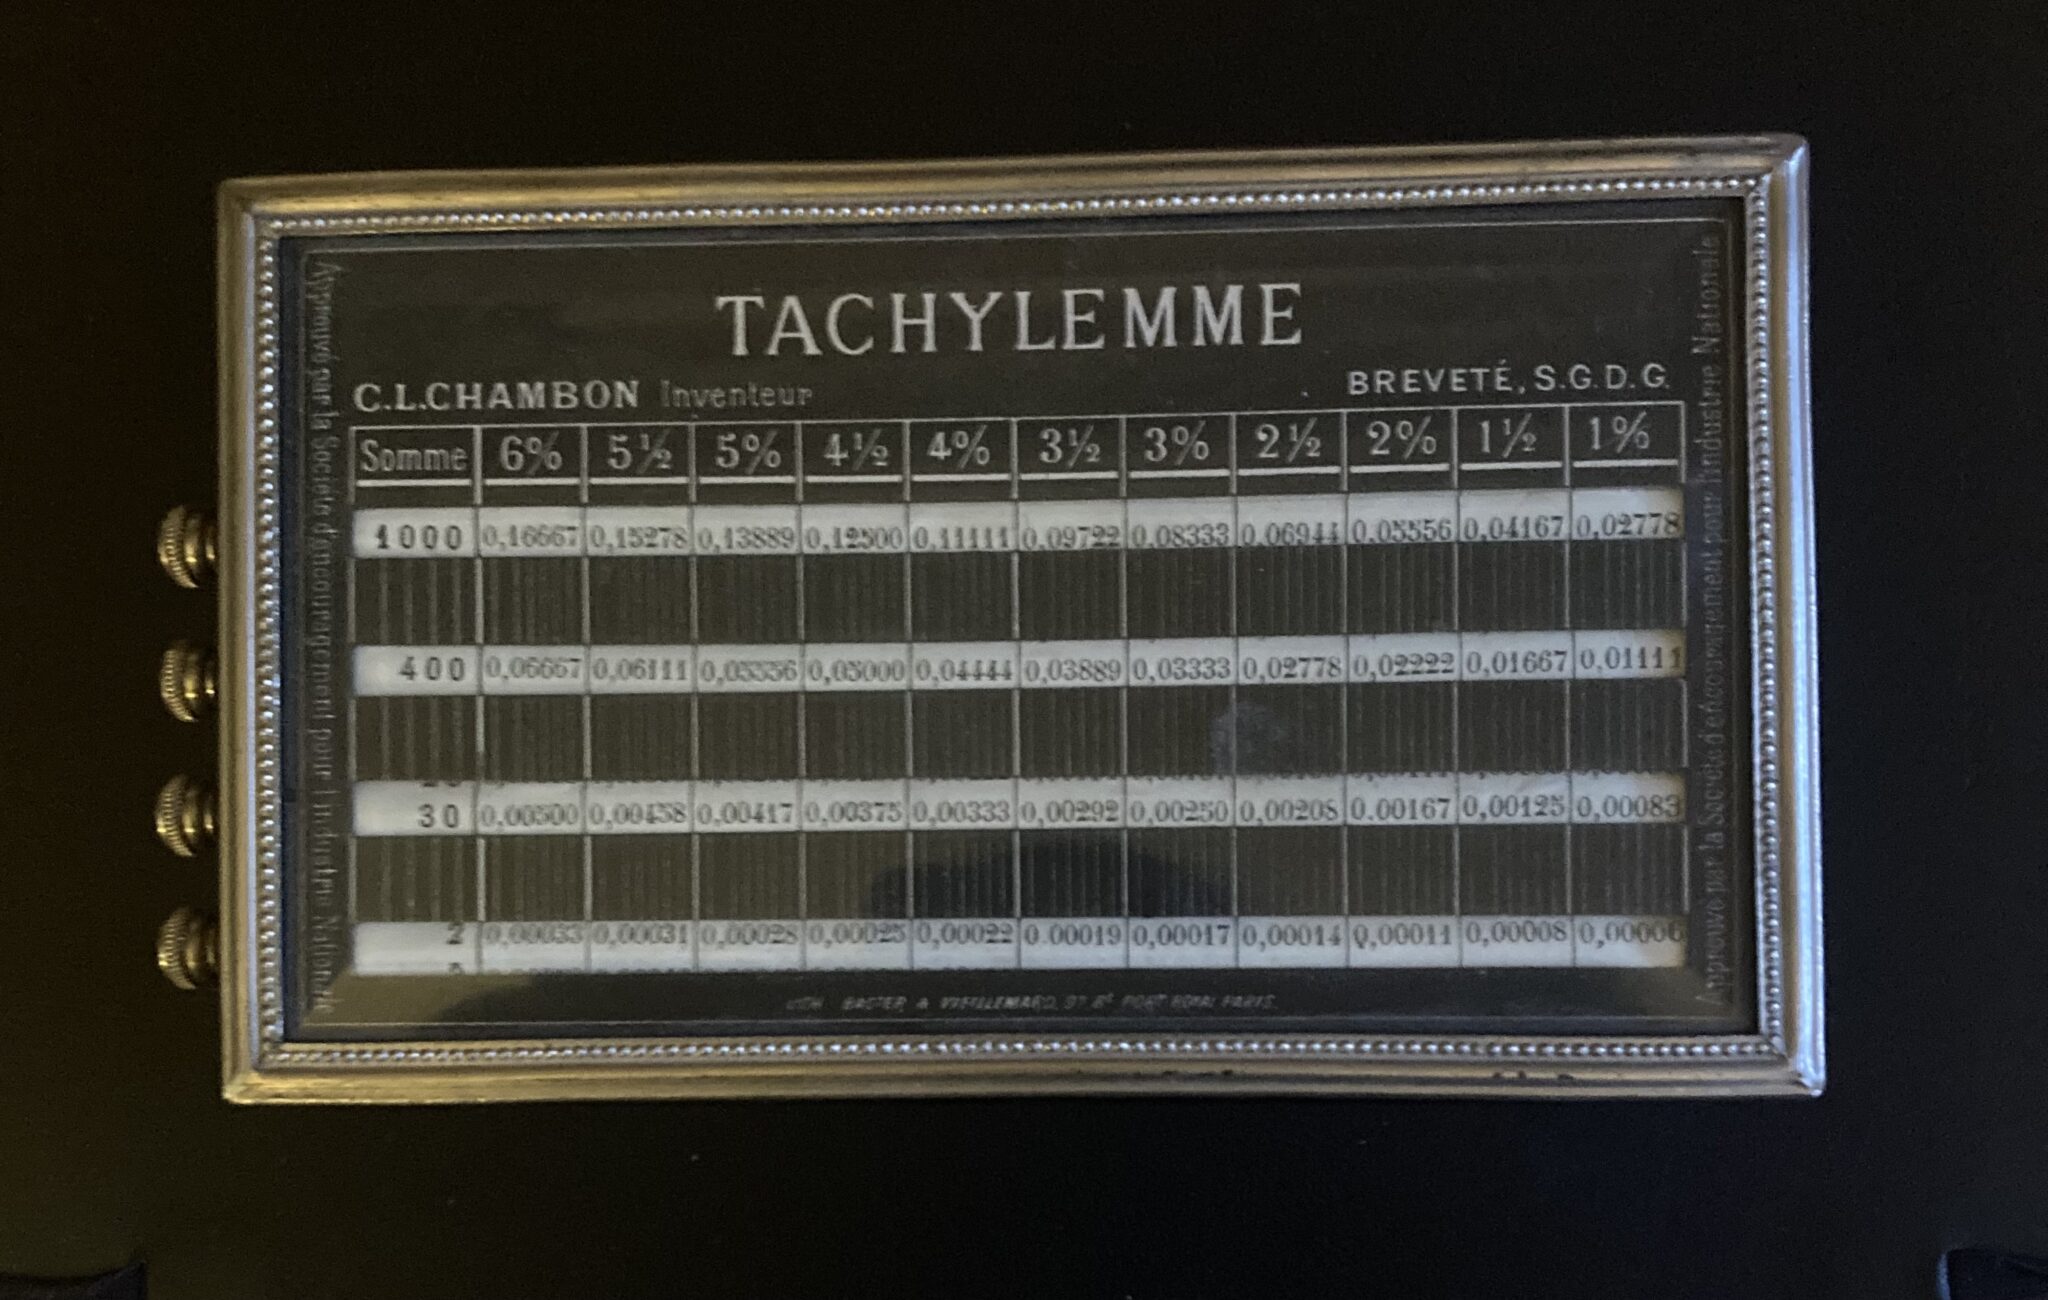 TACHYLEMME
C.L.CHAMBON Inventeur
BREVETÉ, S.G.D.G.
Somme 6% 5½ 5% 4½ 4% 3½ 3% 2½ 2% 1½ 1%
1000 0,16667 0,15278 0,13889 0,12500 0.11111 0.09722 0.08333 0.06944 0.05556 0,04167 0,02778
400 0,06667 0,06111 0,05556 0,05000 0,04444 0,03889 0,03333 0,02778 0,02222 0,01667 0,01111
30 0.00500 0,00458 0,00417 0,00375 0,00333 0,00292 0,00250 0,00208 0.00167 0,00125 0,00083
2 0,00033 0,00031 0,00028 0,00025 0,00022 0.00019 0,00017 0,00014 0,00011 0,00008 0,00006
Approuvé par la Société d'encouragement pour l'industrie Nationale
Approuvé par la Société d'encouragement pour l'industrie Nationale
LITH. & PORT ROYAL PARIS.